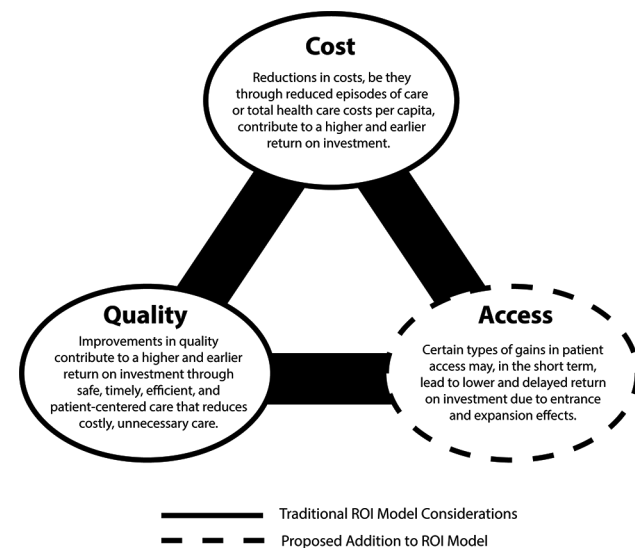 Cost
Reductions in costs, be they
through reduced episodes of care
or total health care costs per capita,
contribute to a higher and earlier
return on investment.
Quality
Improvements in quality
contribute to a higher and earlier
return on investment through
safe, timely, efficient, and
patient-centered care that reduces
costly, unnecessary care.
Access
Certain types of gains in patient
access may, in the short term,
lead to lower and delayed return
on investment due to entrance
and expansion effects.
Traditional ROI Model Considerations
Proposed Addition to ROI Model